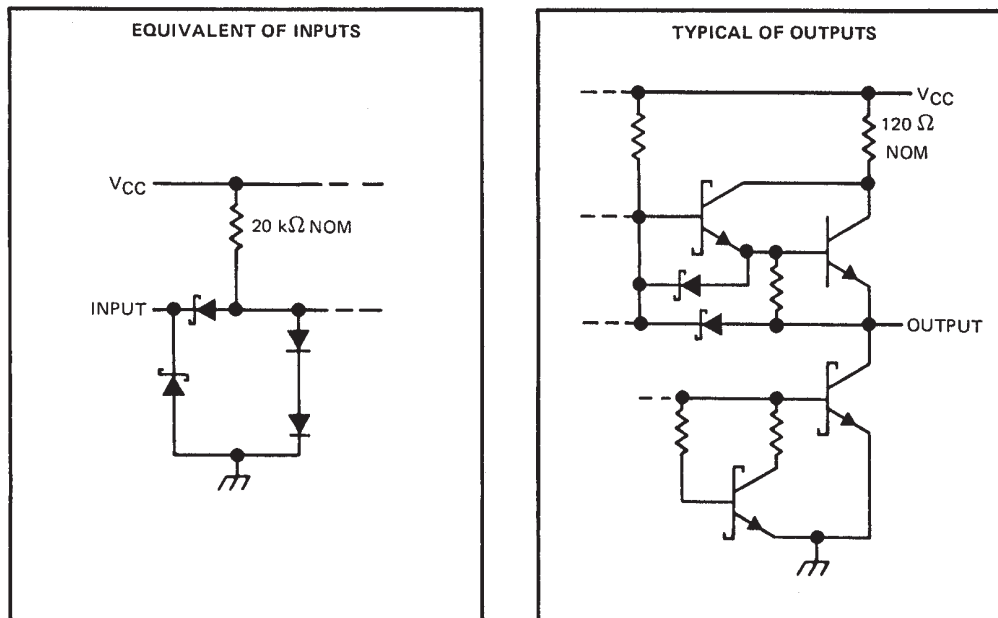 EQUIVALENT OF INPUTS
VCC
20 kΩ NOM
INPUT
TYPICAL OF OUTPUTS
VCC
120 Ω
NOM
OUTPUT